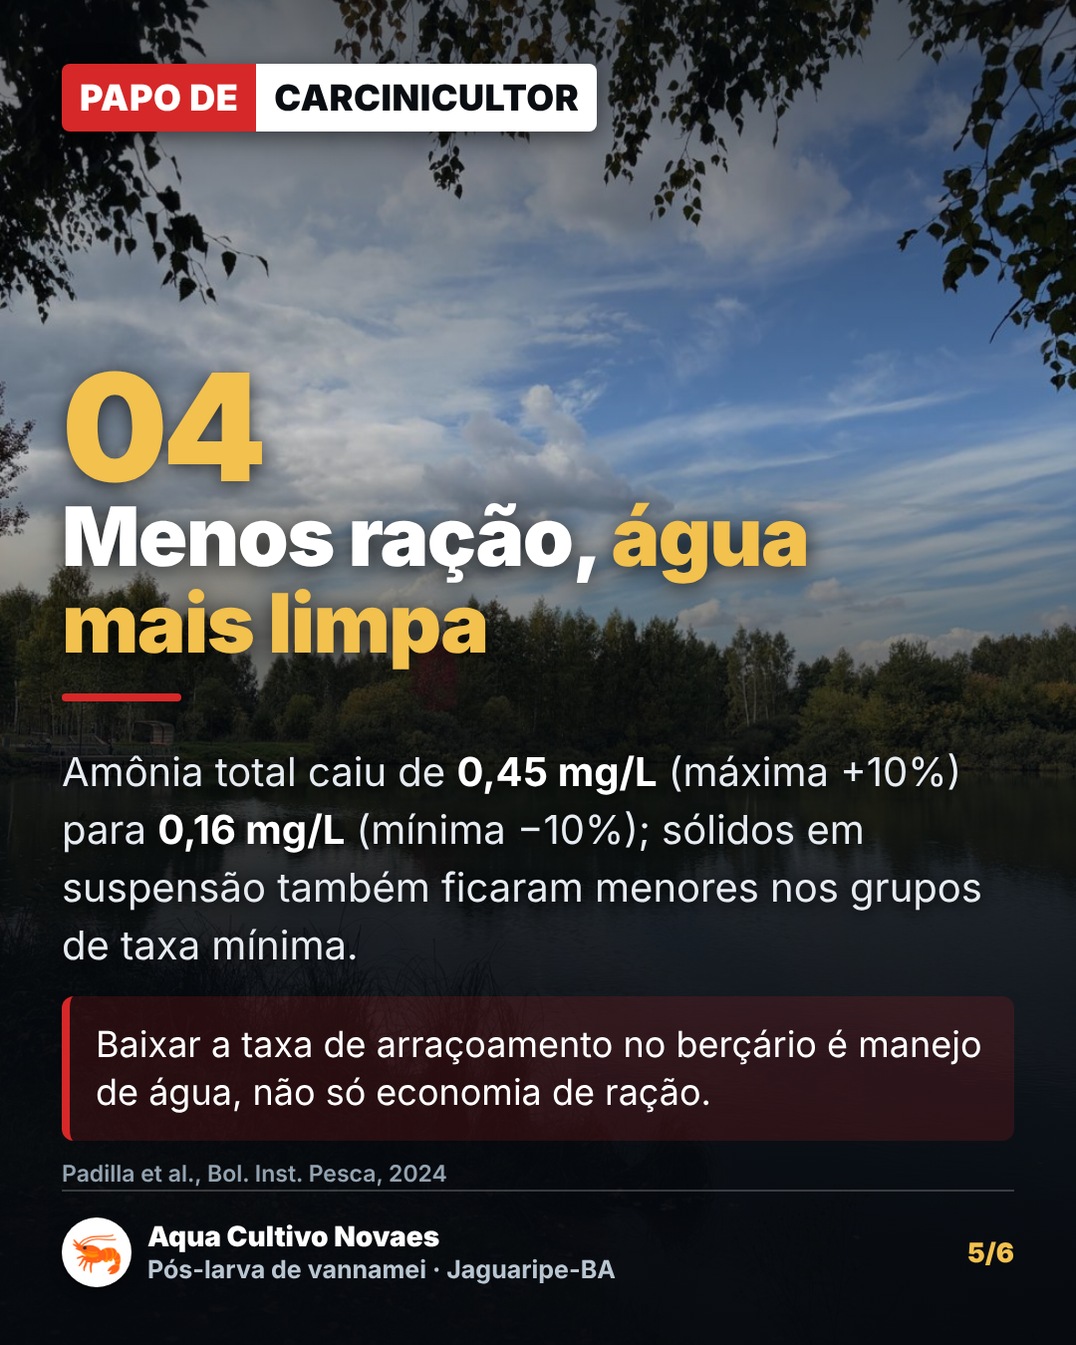 PAPO DE CARCINICULTOR
04
Menos ração, água
mais limpa
Amônia total caiu de 0,45 mg/L (máxima +10%)
para 0,16 mg/L (mínima −10%); sólidos em
suspensão também ficaram menores nos grupos
de taxa mínima.
Baixar a taxa de arraçoamento no berçário é manejo
de água, não só economia de ração.
Padilla et al., Bol. Inst. Pesca, 2024
Aqua Cultivo Novaes
Pós-larva de vannamei · Jaguaripe-BA
5/6